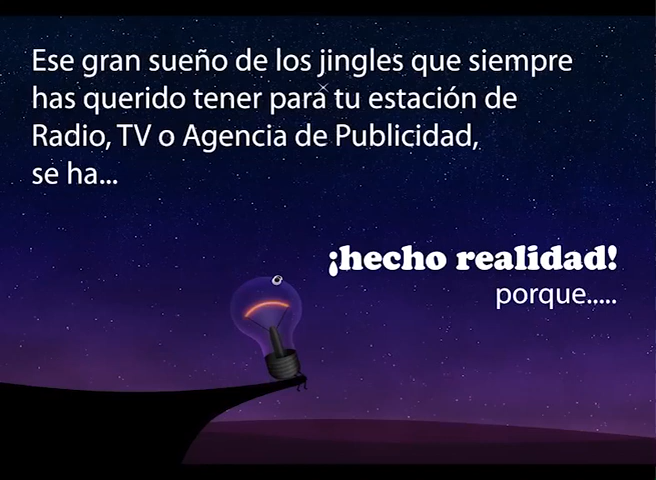 Ese gran sueño de los jingles que siempre
has querido tener para tu estación de
Radio, TV o Agencia de Publicidad,
se ha...
¡hecho realidad!
porque.....